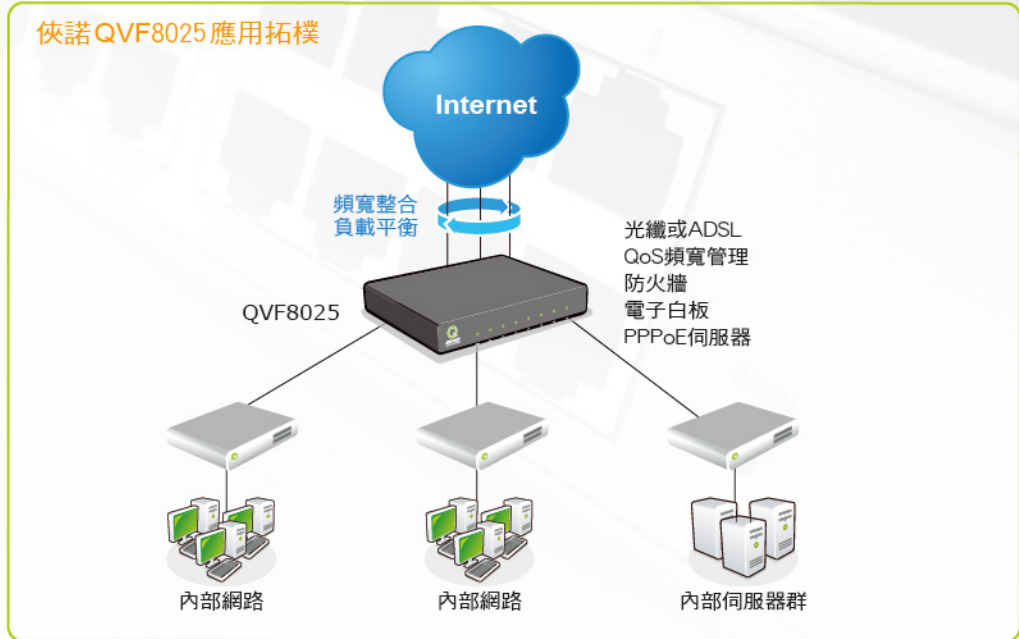 俠諾QVF8025應用拓樸
Internet
頻寬整合
負載平衡
光纖或ADSL
QoS頻寬管理
防火牆
電子白板
PPPoE伺服器
QVF8025
內部網路
內部網路
內部伺服器群